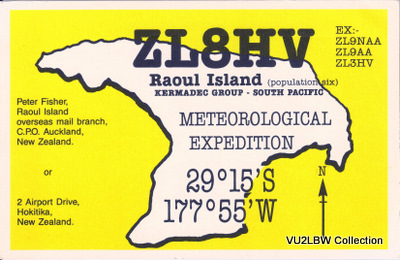 ZL8HV
EX:-
ZL9NAA
ZL9AA
ZL3HV
Raoul Island (population six)
KERMADEC GROUP - SOUTH PACIFIC
METEOROLOGICAL
EXPEDITION
29°15'S
177°55'W
N
Peter Fisher,
Raoul Island
overseas mail branch,
C.P.O. Auckland,
New Zealand.
or
2 Airport Drive,
Hokitika,
New Zealand.
VU2LBW Collection